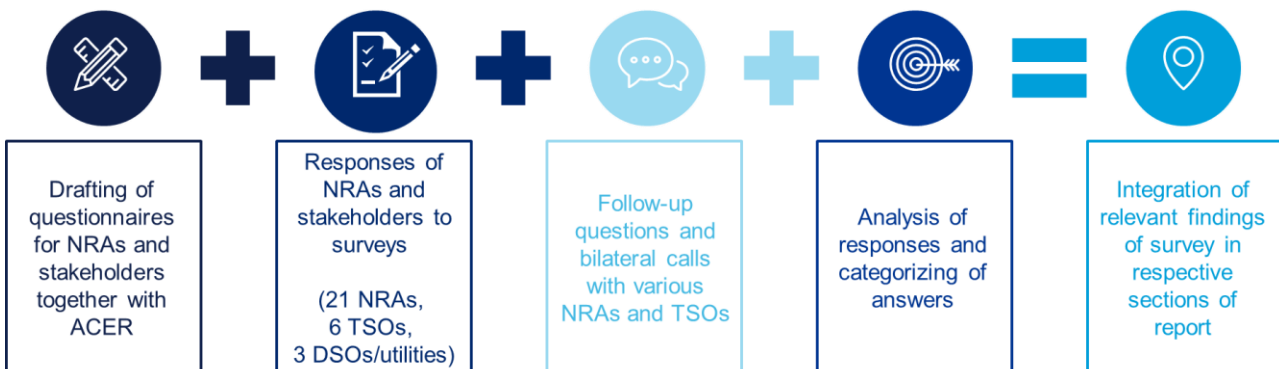 Drafting of
questionnaires
for NRAs and
stakeholders
together with
ACER
Responses of
NRAs and
stakeholders to
surveys
(21 NRAs,
6 TSOs,
3 DSOs/utilities)
Follow-up
questions and
bilateral calls
with various
NRAs and TSOs
Analysis of
responses and
categorizing of
answers
Integration of
relevant findings
of survey in
respective
sections of
report